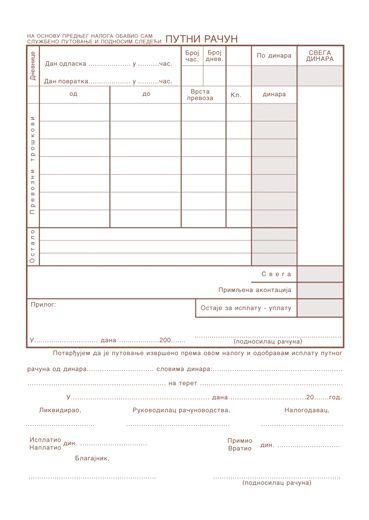 НА ОСНОВУ ПРЕДЊЕГ НАЛОГА ОБАВИО САМ
СЛУЖБЕНО ПУТОВАЊЕ И ПОДНОСИМ СЛЕДЕЋИ ПУТНИ РАЧУН
Дневнице
Дан одласка .................... у .........час.
Дан повратка.................. у .........час.
Број час.
Број днев.
По динара
СВЕГА ДИНАРА
Превозни трошкови
од
до
Врста превоза
Кл.
динара
Остало
Свега
Примљена аконтација
Прилог:
Остаје за исплату - уплату
У........................ дана ................200......
(подносилац рачуна)
Потврђујем да је путовање извршено према овом налогу и одобравам исплату путног
рачуна од динара........................ словима динара:........................................
................................................ на терет ........................................
У................................................ дана ........................20......год.
Ликвидирао,
Руководилац рачуноводства,
Налогодавац,
Исплатио
Наплатио дин. ........................
Примио
Вратио дин. ........................
Благајник,
(подносилац рачуна)